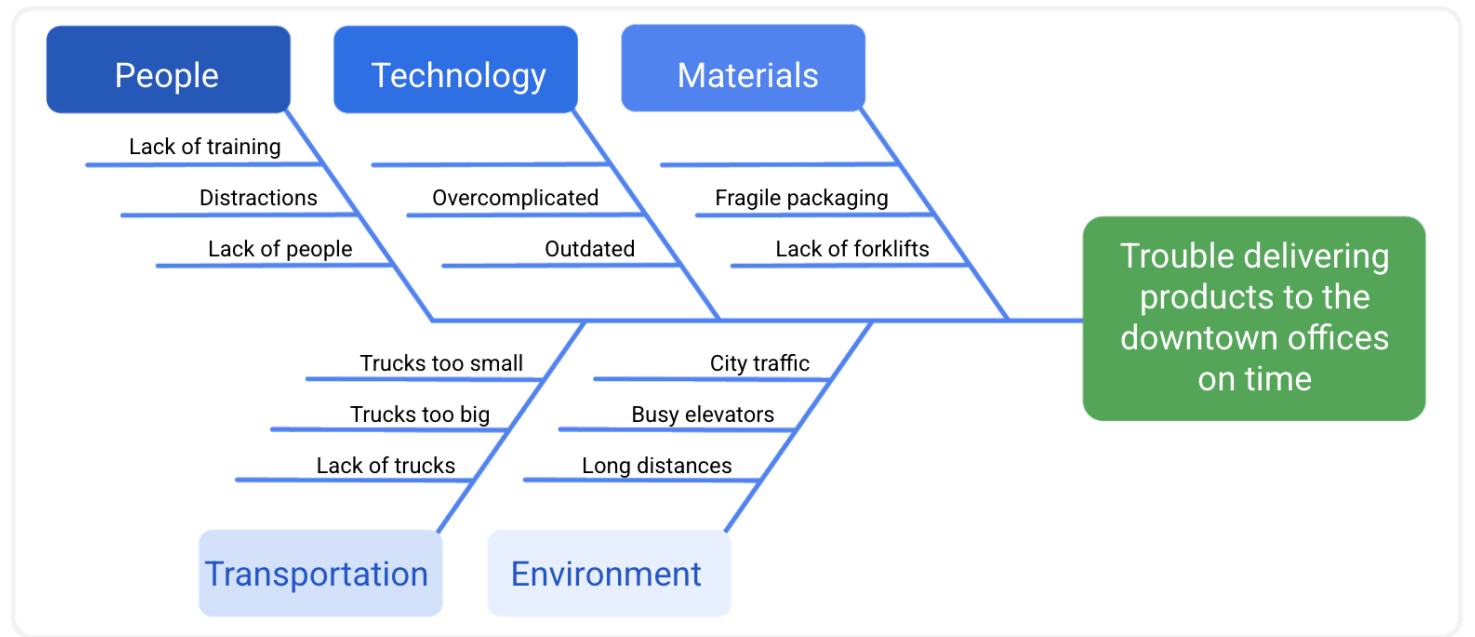 People
Technology
Materials
Lack of training
Distractions
Overcomplicated
Fragile packaging
Lack of people
Outdated
Lack of forklifts
Trouble delivering
products to the
downtown offices
on time
Trucks too small
City traffic
Trucks too big
Busy elevators
Lack of trucks
Long distances
Transportation
Environment